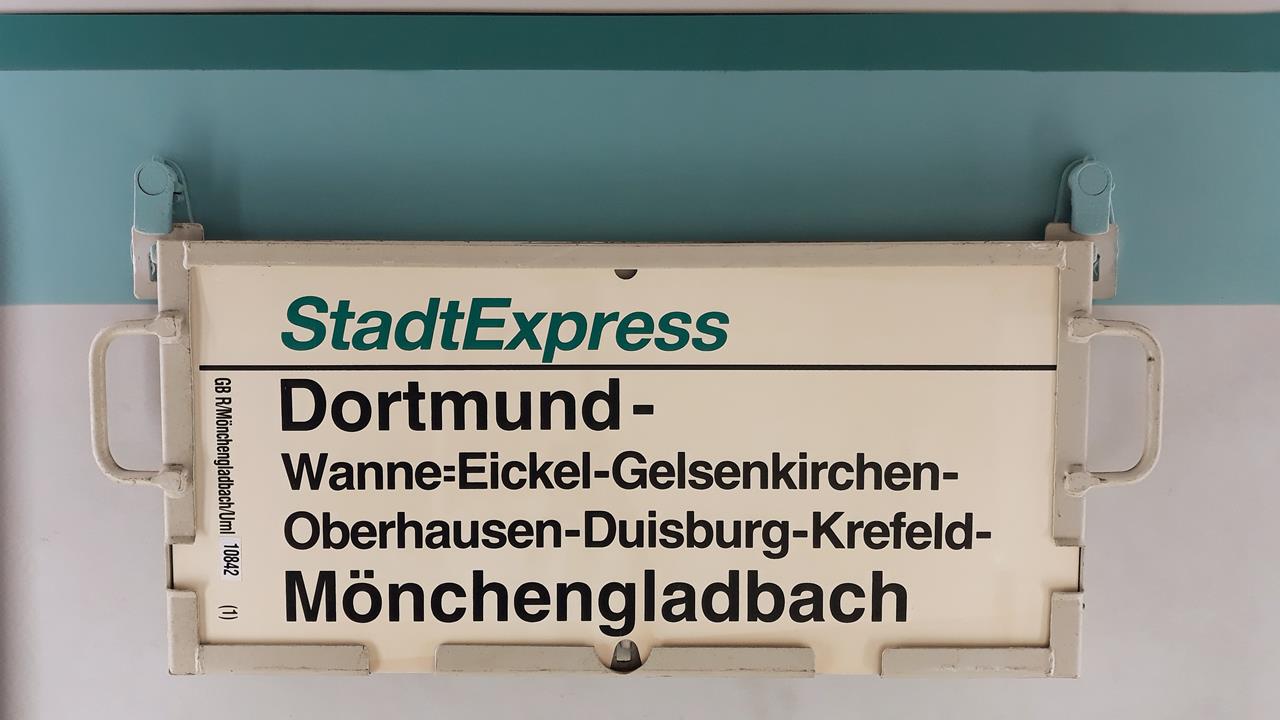 StadtExpress
Dortmund-
Wanne=Eickel-Gelsenkirchen-
Oberhausen-Duisburg-Krefeld-
Mönchengladbach
GB R/Mönchengladbach/Uml 10842 (1)